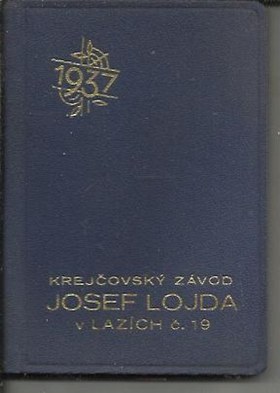 1937
KREJČOVSKÝ ZÁVOD
JOSEF LOJDA
v LAZÍCH č. 19